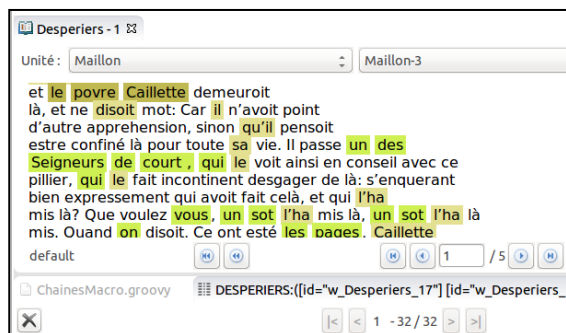 Desperiers - 1
Unité : Maillon Maillon-3
et le povre Caillette demeuroit
là, et ne disoit mot: Car il n’avoit point
d’autre apprehension, sinon qu’il pensoit
estre confiné là pour toute sa vie. Il passe un des
Seigneurs de court , qui le voit ainsi en conseil avec ce
pillier, qui le fait incontinent desgager de là: s’enquerant
bien expressement qui avoit fait celà, et qui l’ha
mis là? Que voulez vous, un sot l’ha mis là, un sot l’ha là
mis. Quand on disoit. Ce ont esté les pages. Caillette
default 1 / 5
ChainesMacro.groovy DESPERIERS:([id="w_Desperiers_17"] [id="w_Desperiers_
|< < 1 - 32 / 32 > >|